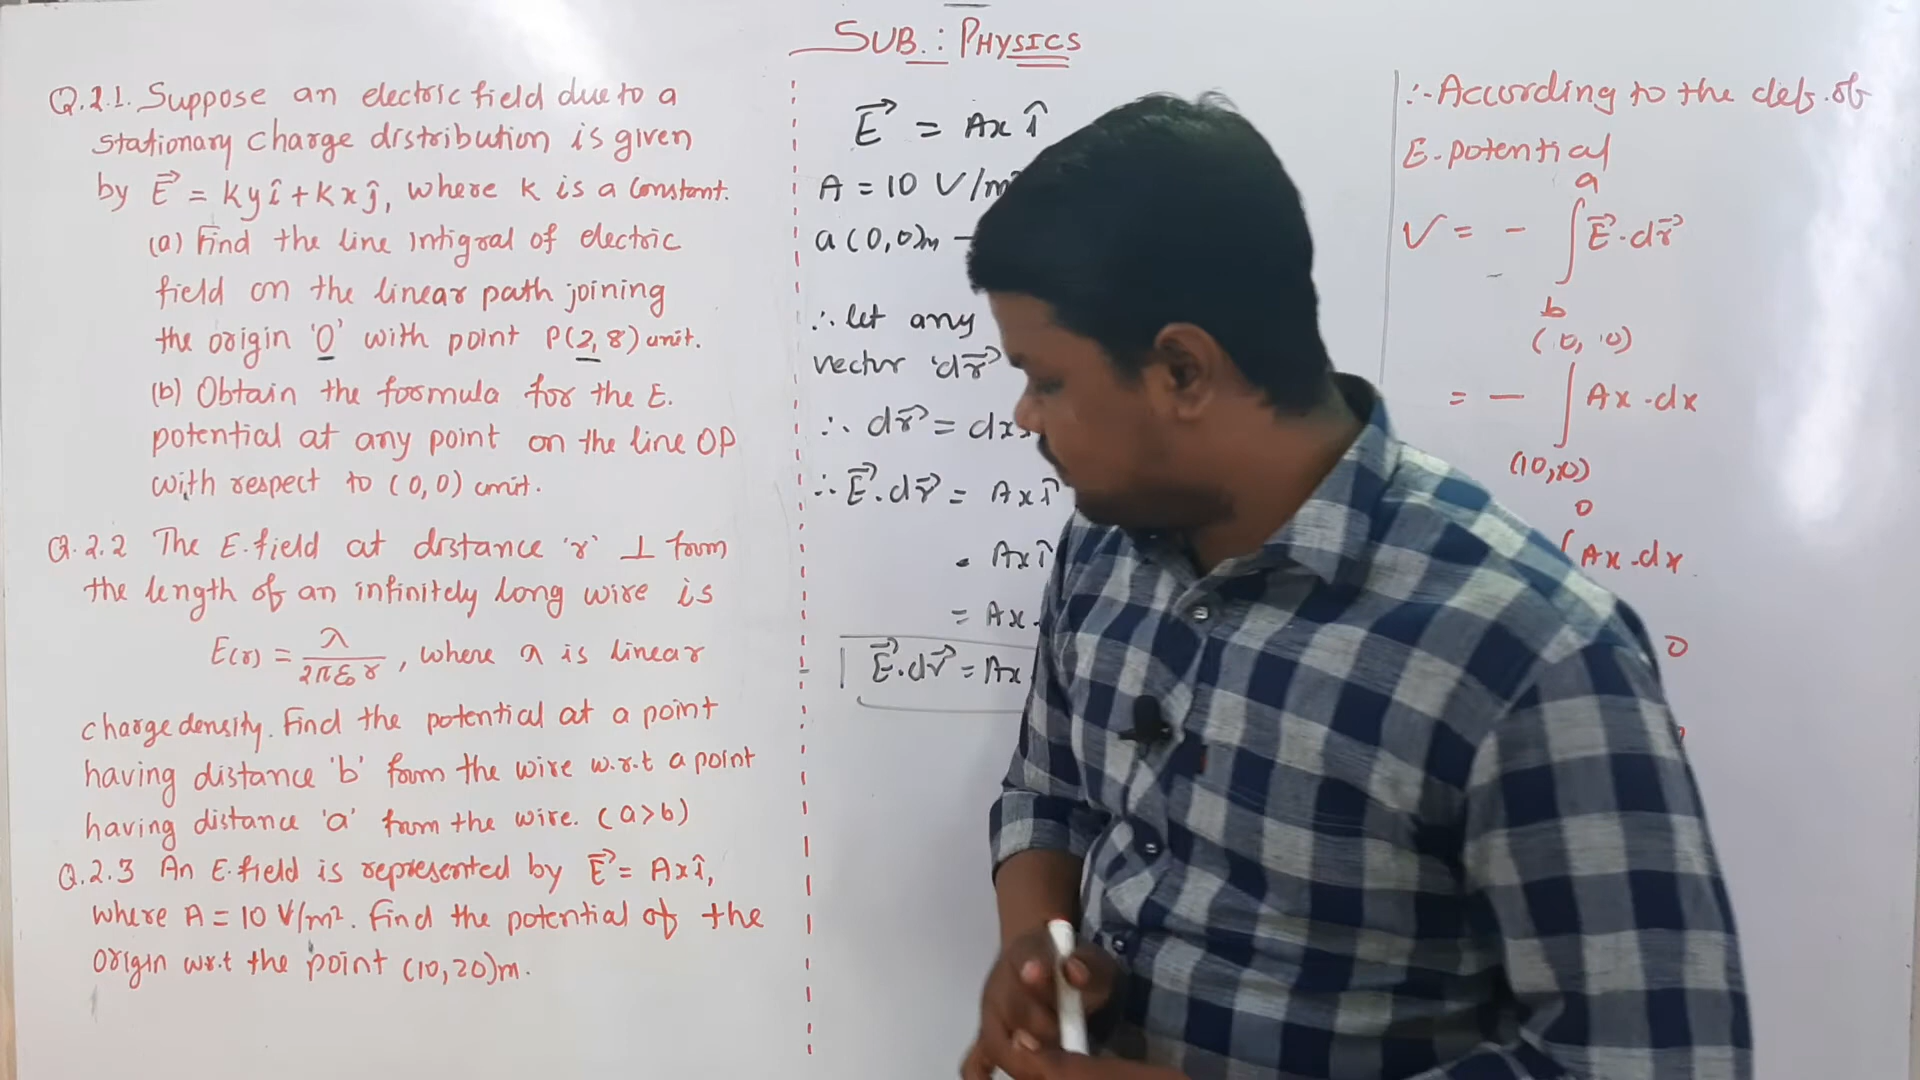 SUB. : PHYSICS
Q.2.1. Suppose an electric field due to a
stationary charge distribution is given
by E⃗ = Kyî + Kxĵ, where K is a constant.
(a) Find the line intigral of electric
field on the linear path joining
the origin 'O' with point P(2,8) unit.
(b) Obtain the formula for the E.
potential at any point on the line OP
with respect to (0,0) unit.
Q.2.2 The E.field at distance 'r' ⊥ from
the length of an infinitely long wire is
E(r) = λ/2πε₀r, where λ is linear
charge density. Find the potential at a point
having distance 'b' from the wire w.r.t a point
having distance 'a' from the wire. (a>b)
Q.2.3 An E.field is represented by E⃗ = Axî,
where A = 10 V/m². Find the potential of the
origin w.r.t the point (10,20)m.
E⃗ = Ax î
A = 10 V/m²
a(0,0)m
∴ let any
vector 'dr⃗'
∴ dr⃗ = dx
∴ E⃗.dr⃗ = Axî
= Axî
= Ax.
E⃗.dr⃗ = Ax
∴ According to the def. of
E. potential
a
V = - ∫ E⃗.dr⃗
b
(0, 0)
= - ∫ Ax.dx
0
∫ Ax.dx.
0